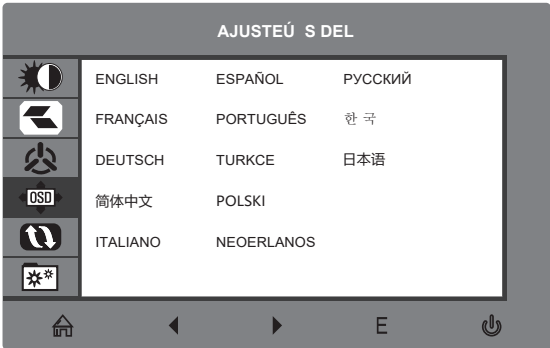 AJUSTEÚ S DEL
ENGLISH ESPAÑOL РУССКИЙ
FRANÇAIS PORTUGUÊS 한 국
DEUTSCH TURKCE 日本语
简体中文 POLSKI
OSD
ITALIANO NEOERLANOS
E